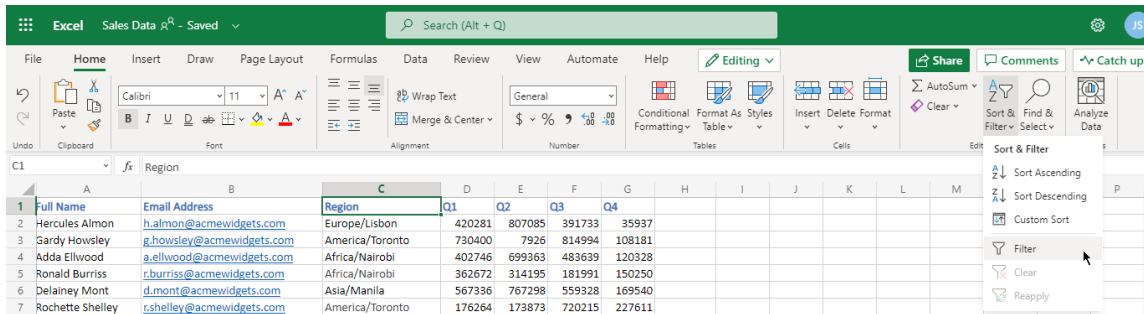 Excel Sales Data - Saved Search (Alt + Q) JS
File Home Insert Draw Page Layout Formulas Data Review View Automate Help Editing Share Comments Catch up
Calibri 11 Wrap Text General AutoSum
Paste B I U D ab A Merge & Center $ % 9 Conditional Formatting Format As Table Styles Insert Delete Format Clear Sort & Filter Find & Select Analyze Data
Undo Clipboard Font Alignment Number Tables Cells
C1 fx Region
A B C D E F G H I J K L M P
1 Full Name Email Address Region Q1 Q2 Q3 Q4
2 Hercules Almon h.almon@acmewidgets.com Europe/Lisbon 420281 807085 391733 35937
3 Gardy Howsley g.howsley@acmewidgets.com America/Toronto 730400 7926 814994 108181
4 Adda Ellwood a.ellwood@acmewidgets.com Africa/Nairobi 402746 699363 483639 120328
5 Ronald Burriss r.burriss@acmewidgets.com Africa/Nairobi 362672 314195 181991 150250
6 Delainey Mont d.mont@acmewidgets.com Asia/Manila 567336 767298 559328 169540
7 Rochette Shelley r.shelley@acmewidgets.com America/Toronto 176264 173873 720215 227611
Sort & Filter
Sort Ascending
Sort Descending
Custom Sort
Filter
Clear
Reapply